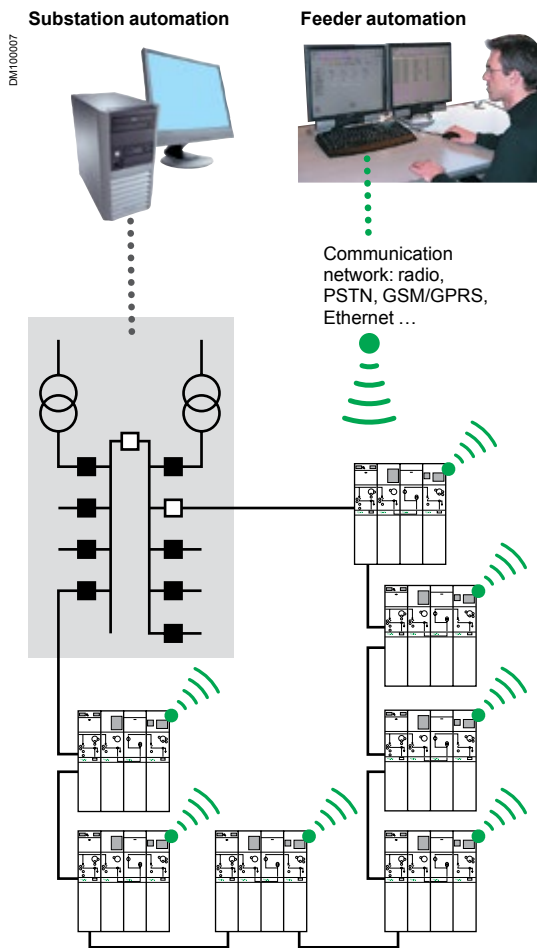 Substation automation
Feeder automation
DM100007
Communication
network: radio,
PSTN, GSM/GPRS,
Ethernet …